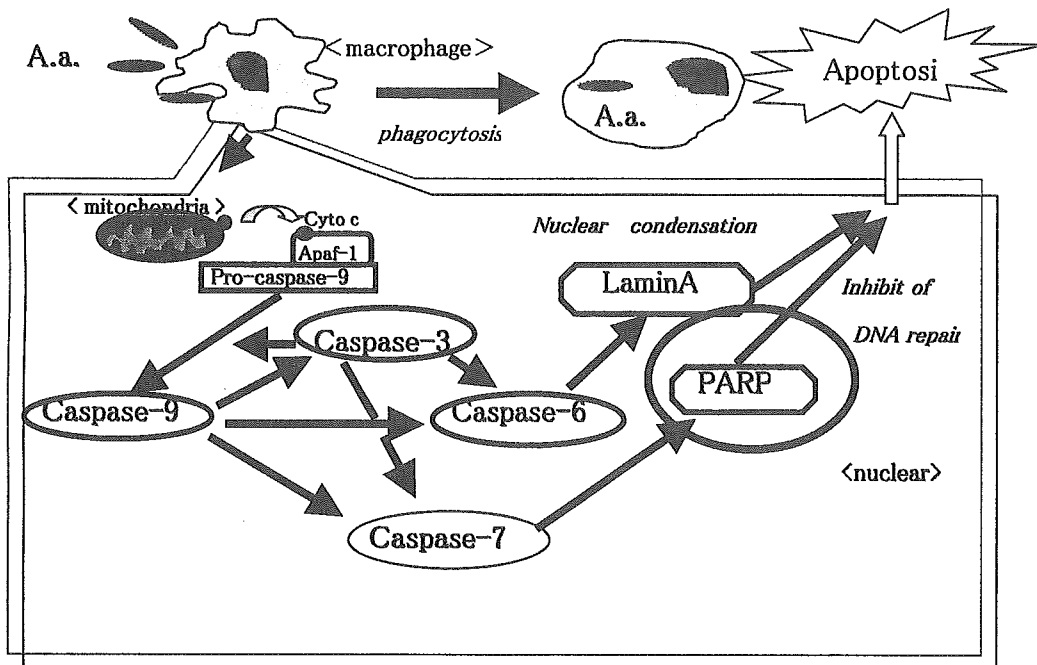 A.a.
<macrophage>
phagocytosis
A.a.
Apoptosi
<mitochondria>
Cyto c
Apaf-1
Pro-caspase-9
Nuclear condensation
LaminA
Inhibit of
DNA repair
Caspase-3
PARP
Caspase-9
Caspase-6
<nuclear>
Caspase-7